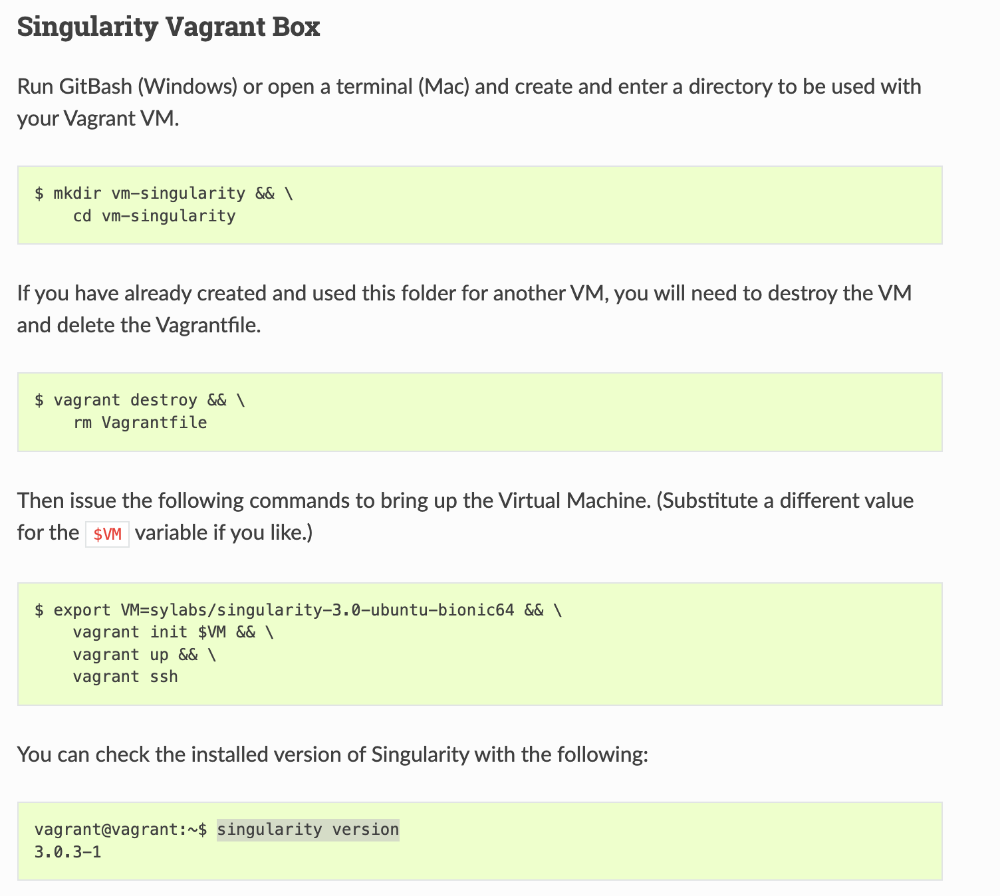 Singularity Vagrant Box
Run GitBash (Windows) or open a terminal (Mac) and create and enter a directory to be used with
your Vagrant VM.
$ mkdir vm-singularity && \
    cd vm-singularity
If you have already created and used this folder for another VM, you will need to destroy the VM
and delete the Vagrantfile.
$ vagrant destroy && \
    rm Vagrantfile
Then issue the following commands to bring up the Virtual Machine. (Substitute a different value
for the $VM variable if you like.)
$ export VM=sylabs/singularity-3.0-ubuntu-bionic64 && \
    vagrant init $VM && \
    vagrant up && \
    vagrant ssh
You can check the installed version of Singularity with the following:
vagrant@vagrant:~$ singularity version
3.0.3-1